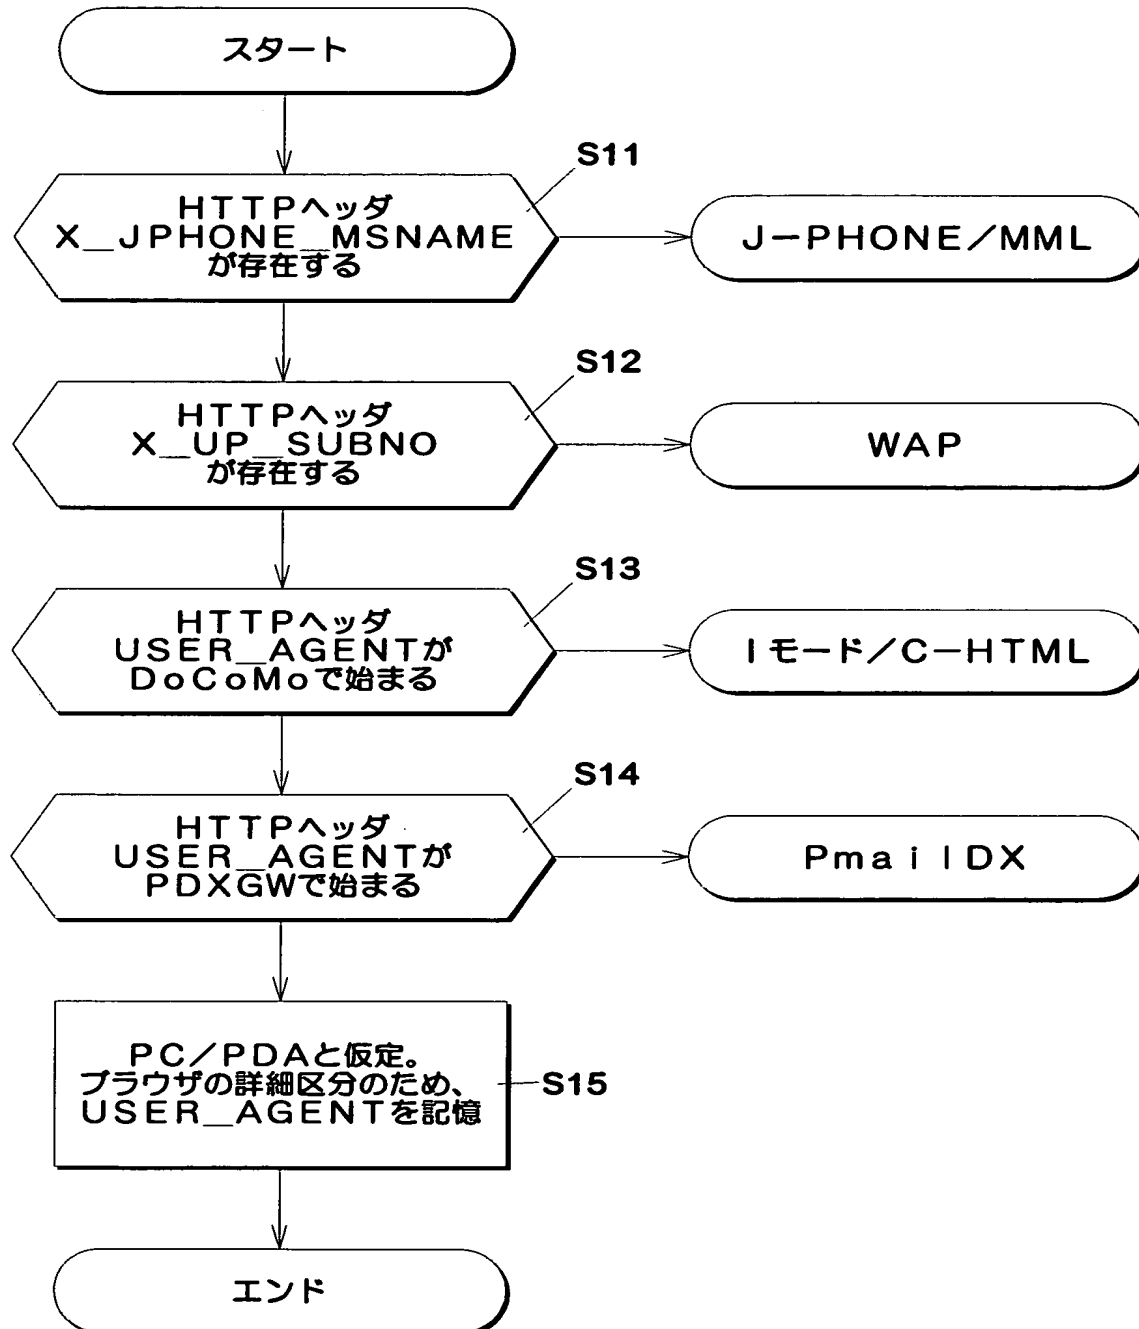 スタート
S11
HTTPヘッダ
X_JPHONE_MSNAME
が存在する
J-PHONE/MML
S12
HTTPヘッダ
X_UP_SUBNO
が存在する
WAP
S13
HTTPヘッダ
USER_AGENTが
DoCoMoで始まる
Iモード/C-HTML
S14
HTTPヘッダ
USER_AGENTが
PDXGWで始まる
PmailDX
PC/PDAと仮定。
ブラウザの詳細区分のため、
USER_AGENTを記憶
S15
エンド